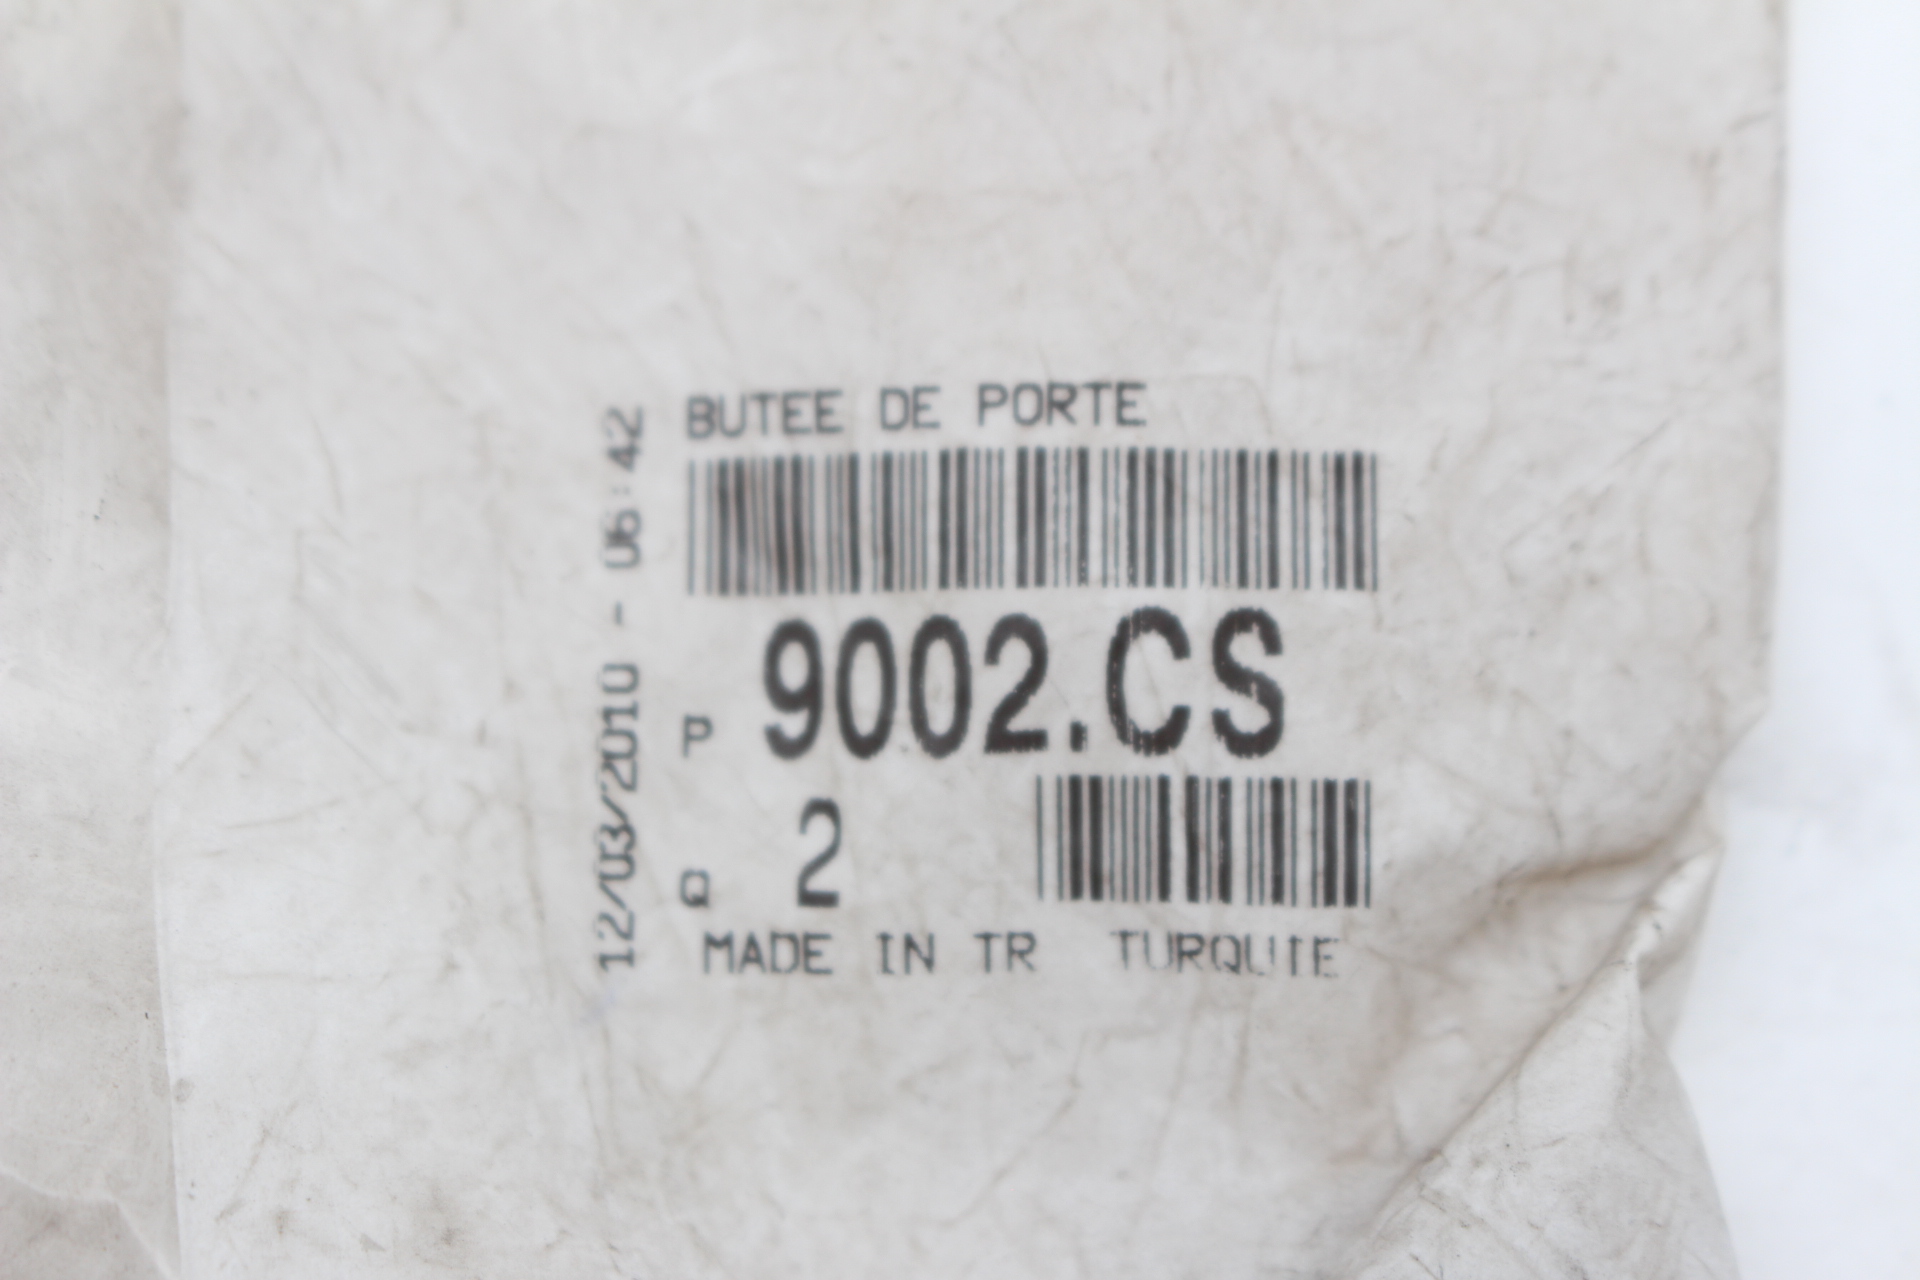 BUTEE DE PORTE
P 9002.CS
Q 2
MADE IN TR TURQUIE
12/03/2010 - 06:42